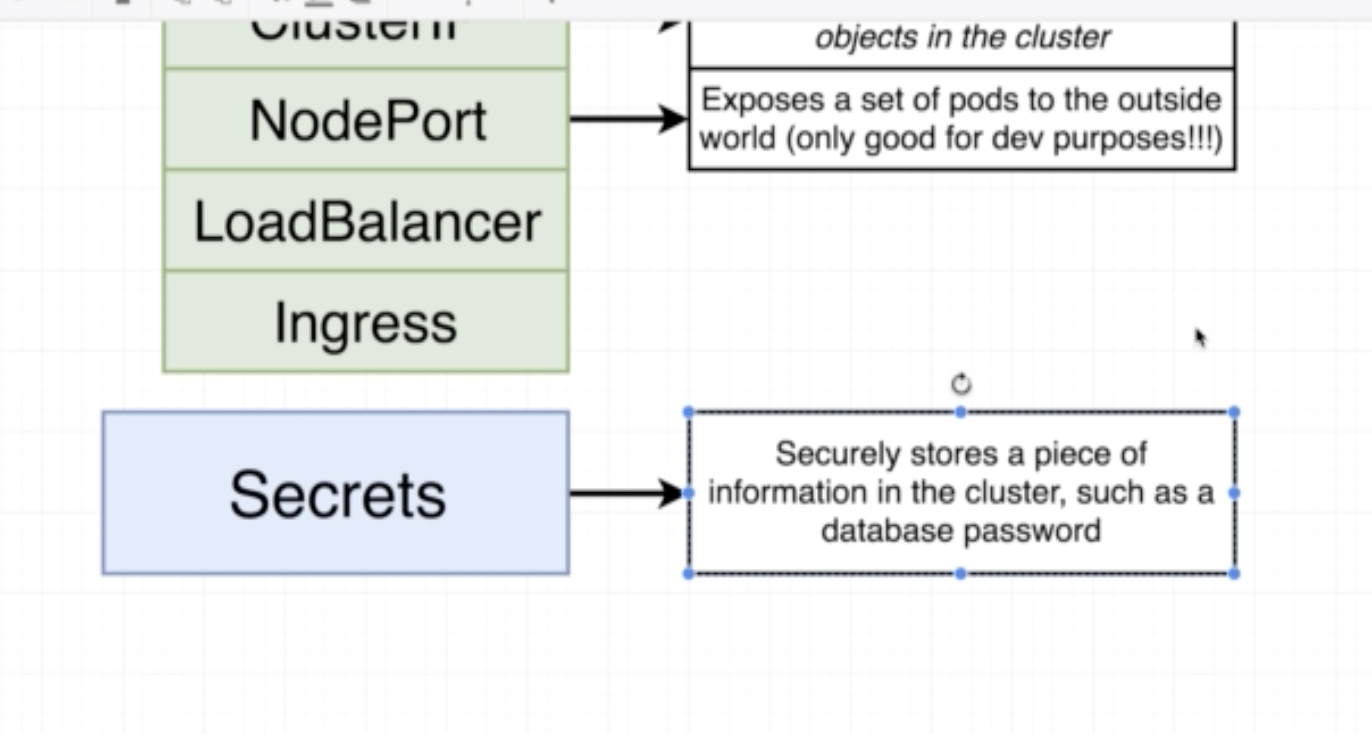 ClusterIP
objects in the cluster
NodePort
Exposes a set of pods to the outside
world (only good for dev purposes!!!)
LoadBalancer
Ingress
Secrets
Securely stores a piece of
information in the cluster, such as a
database password